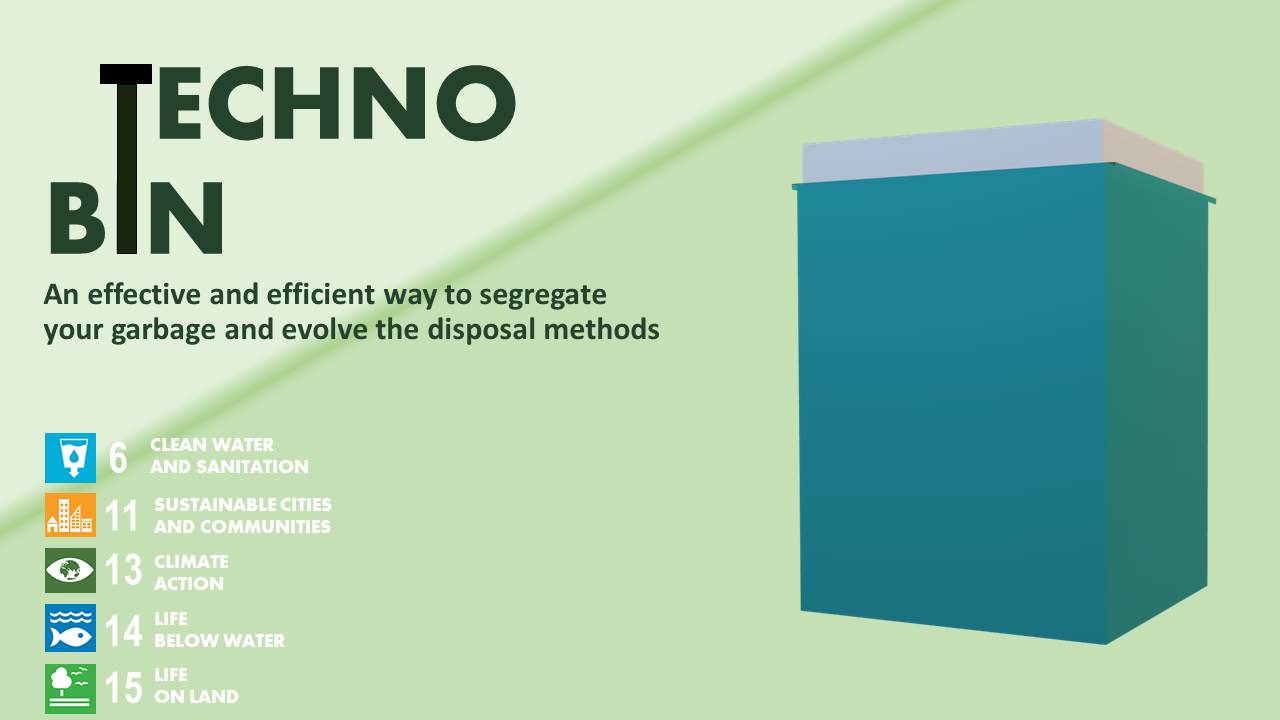 TECHNO
BIN
An effective and efficient way to segregate
your garbage and evolve the disposal methods
6 CLEAN WATER
AND SANITATION
11 SUSTAINABLE CITIES
AND COMMUNITIES
13 CLIMATE
ACTION
14 LIFE
BELOW WATER
15 LIFE
ON LAND